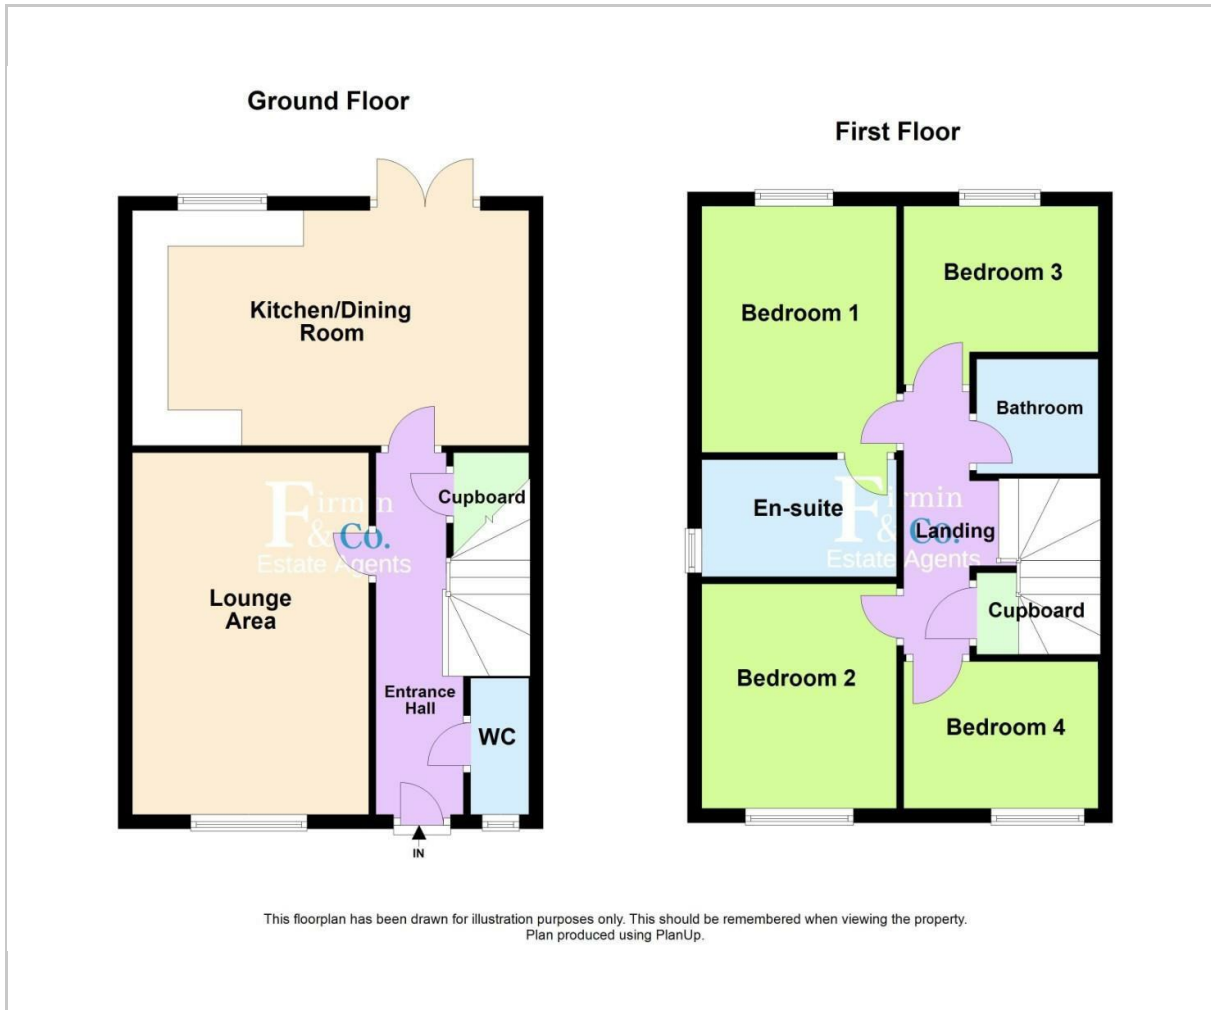 Ground Floor
First Floor
Kitchen/Dining
Room
Bedroom 1
Bedroom 3
Bathroom
Cupboard
Firmin
& Co.
Estate Agents
Lounge
Area
Entrance
Hall
WC
IN
En-suite
Firmin
& Co.
Estate Agents
Landing
Cupboard
Bedroom 2
Bedroom 4
This floorplan has been drawn for illustration purposes only. This should be remembered when viewing the property.
Plan produced using PlanUp.